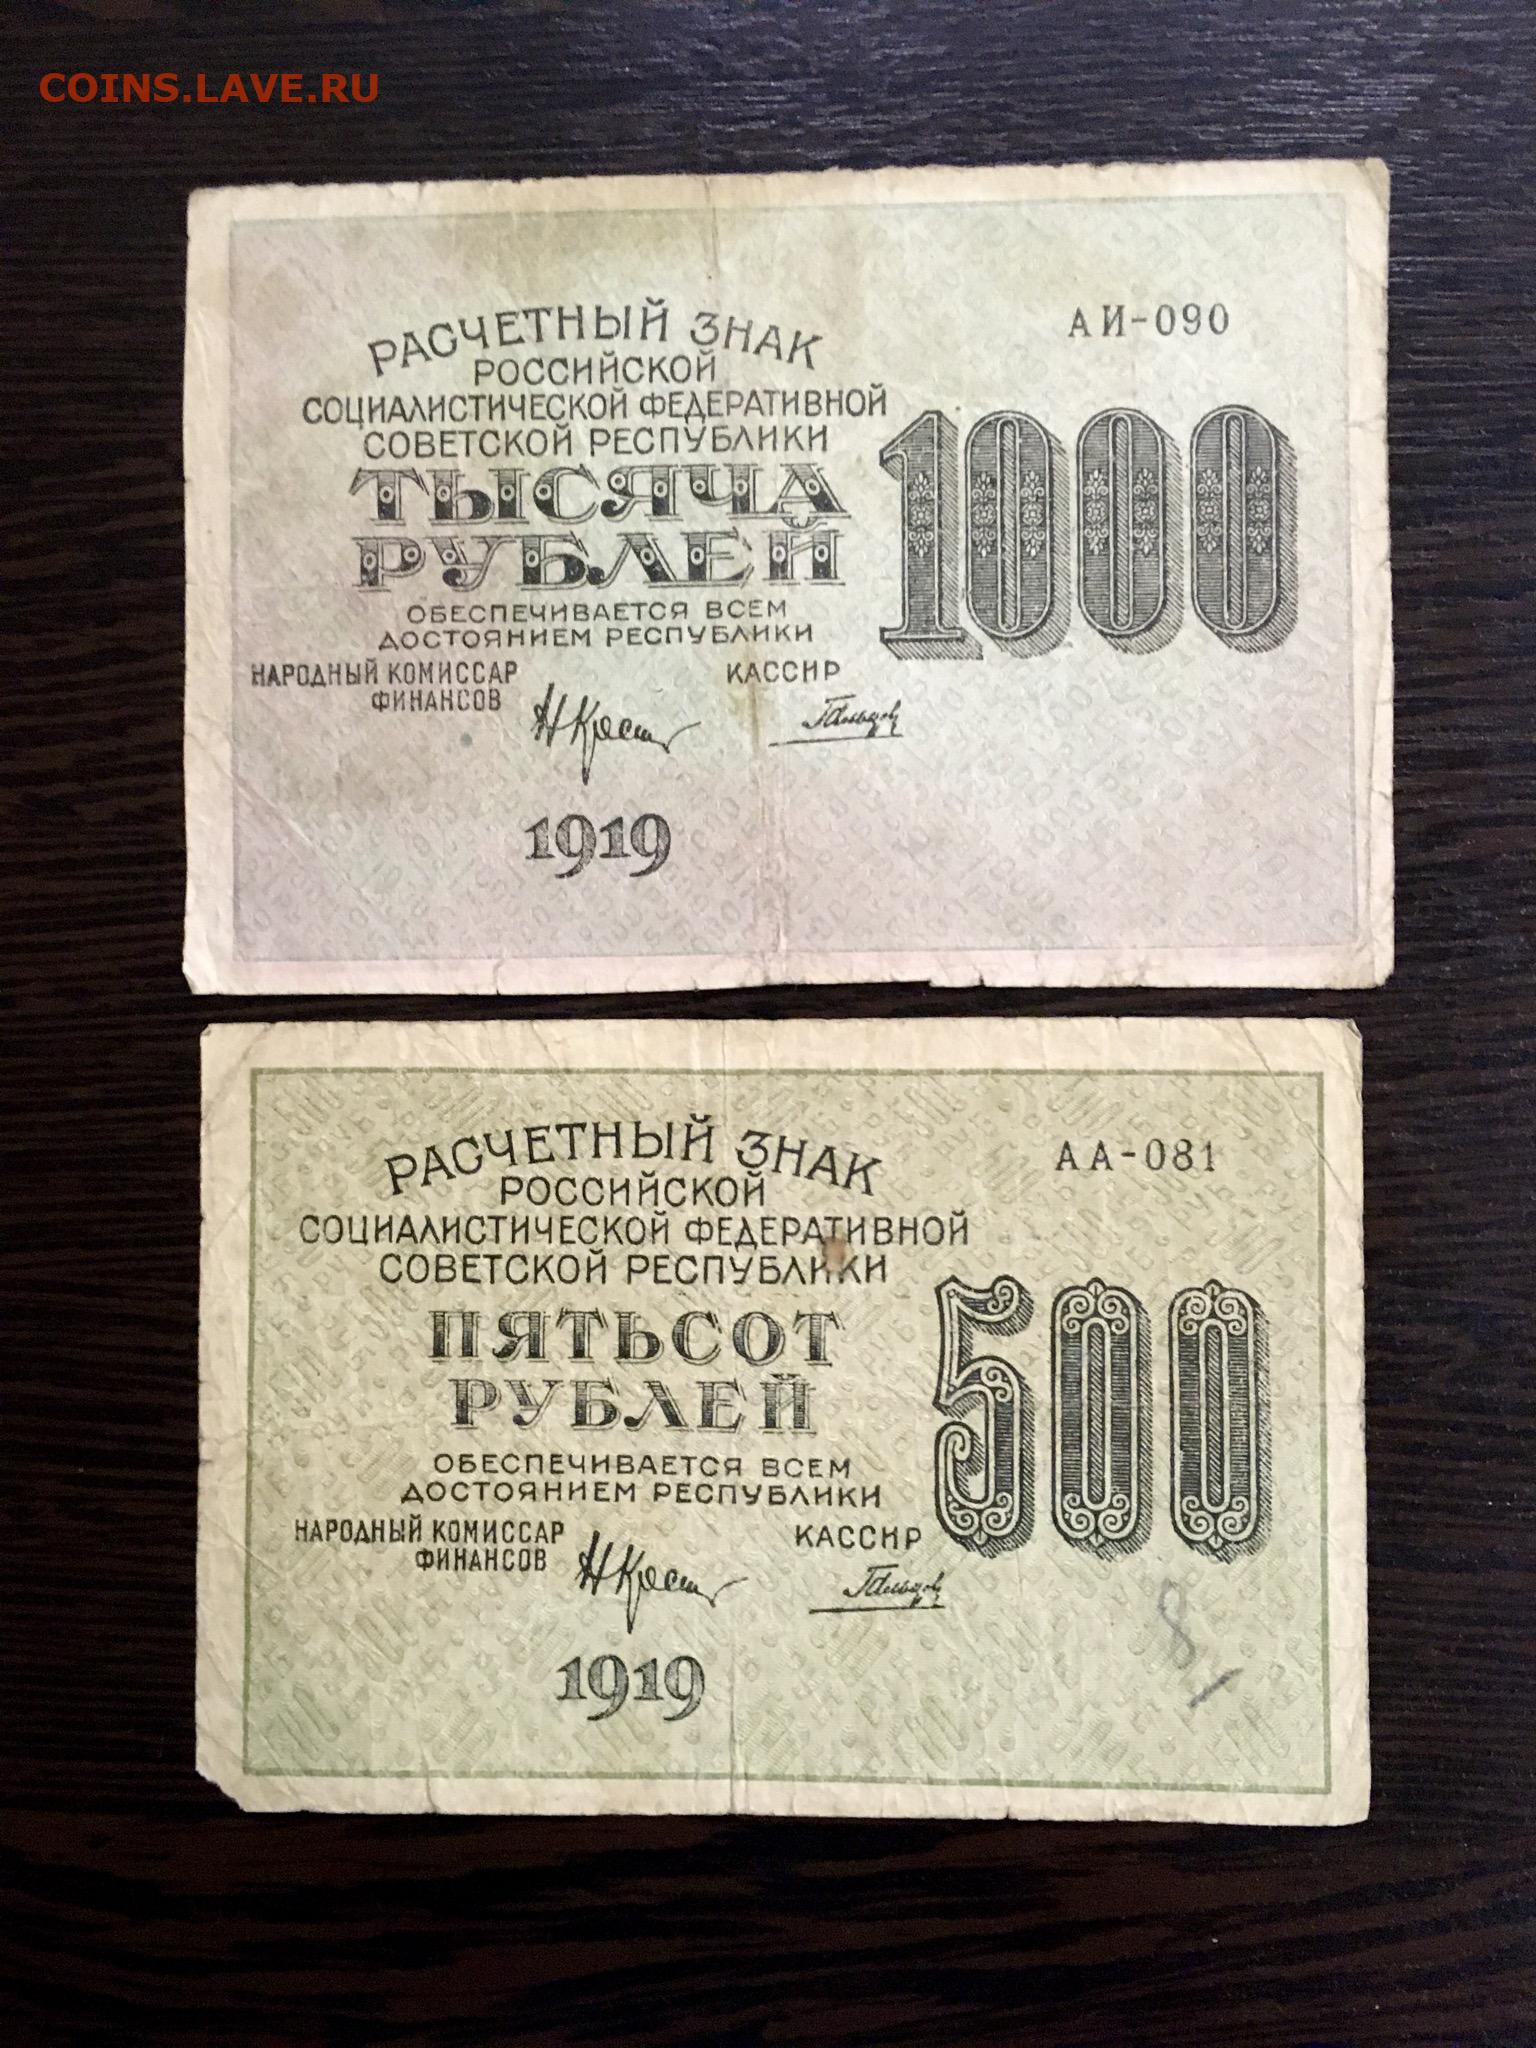 COINS.LAVE.RU
РАСЧЕТНЫЙ ЗНАК
РОССИЙСКОЙ
СОЦИАЛИСТИЧЕСКОЙ ФЕДЕРАТИВНОЙ
СОВЕТСКОЙ РЕСПУБЛИКИ
АИ-090
ТЫСЯЧА
РУБЛЕЙ
1000
ОБЕСПЕЧИВАЕТСЯ ВСЕМ
ДОСТОЯНИЕМ РЕСПУБЛИКИ
НАРОДНЫЙ КОМИССАР
ФИНАНСОВ
КАССИР
1919
РАСЧЕТНЫЙ ЗНАК
РОССИЙСКОЙ
СОЦИАЛИСТИЧЕСКОЙ ФЕДЕРАТИВНОЙ
СОВЕТСКОЙ РЕСПУБЛИКИ
АА-081
ПЯТЬСОТ
РУБЛЕЙ
500
ОБЕСПЕЧИВАЕТСЯ ВСЕМ
ДОСТОЯНИЕМ РЕСПУБЛИКИ
НАРОДНЫЙ КОМИССАР
ФИНАНСОВ
КАССИР
8
1919